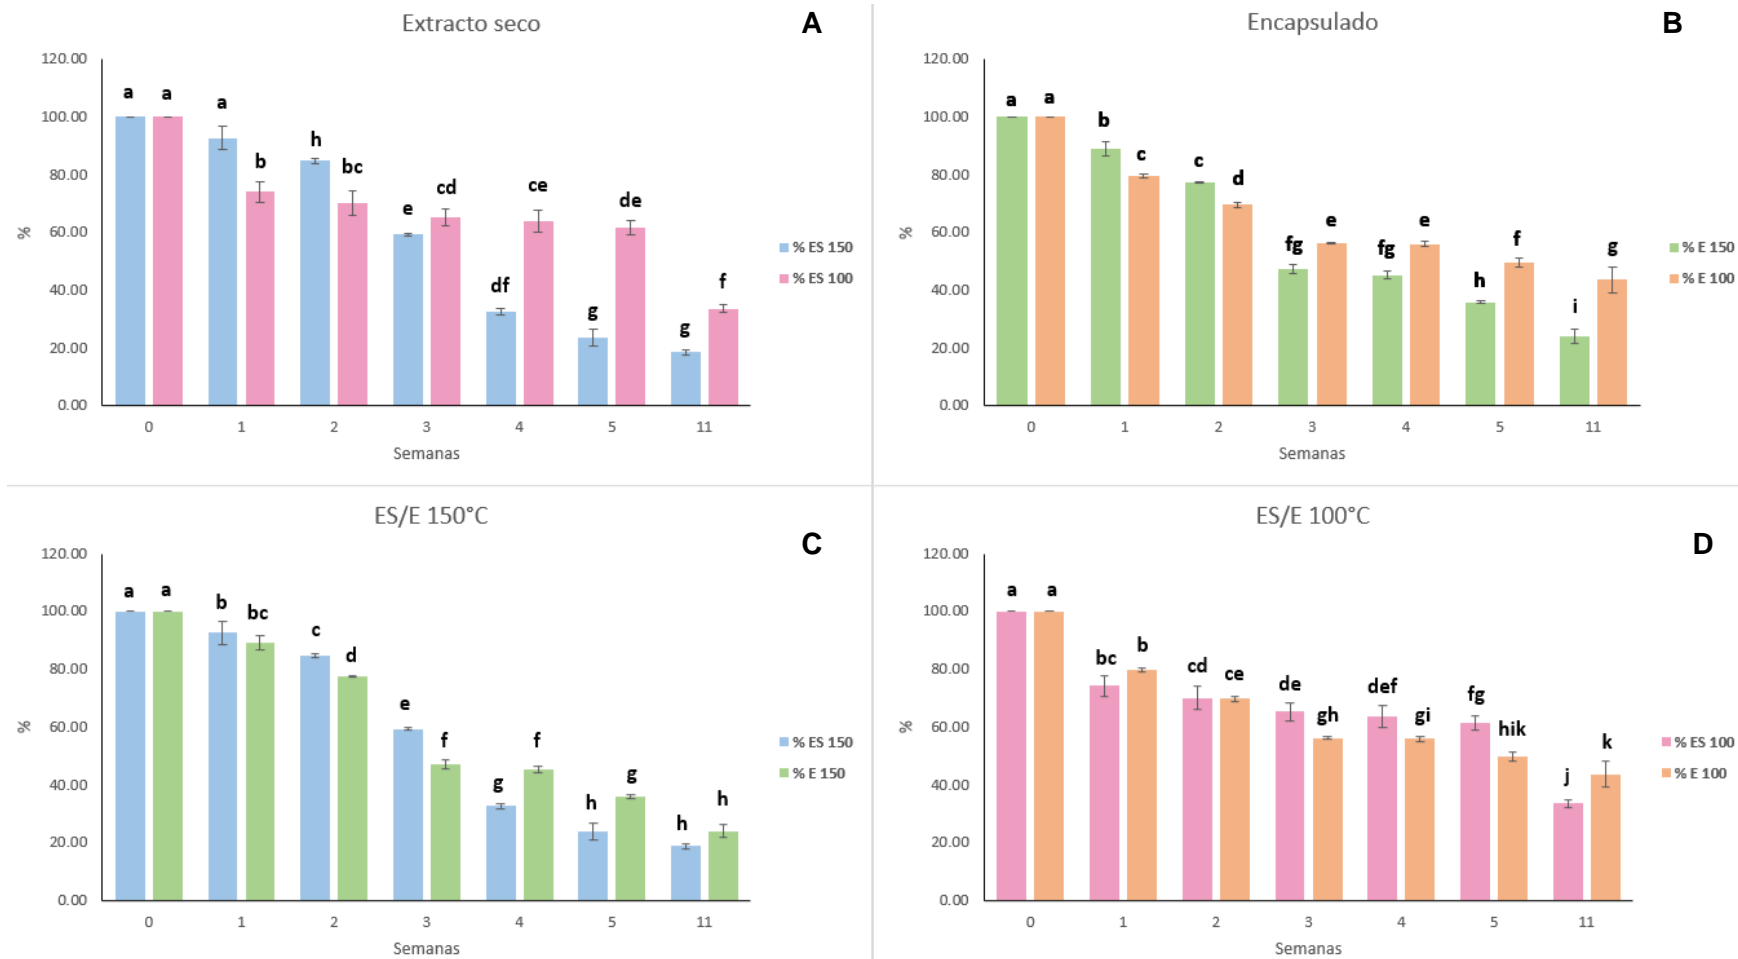 Extracto seco
A
120.00
100.00
80.00
60.00
40.00
20.00
0.00
%
a a a b h bc e cd df ce g de g f
0 1 2 3 4 5 11
Semanas
% ES 150
% ES 100
Encapsulado
B
120.00
100.00
80.00
60.00
40.00
20.00
0.00
%
a a b c c d fg e fg e h f i g
0 1 2 3 4 5 11
Semanas
% E 150
% E 100
ES/E 150°C
C
120.00
100.00
80.00
60.00
40.00
20.00
0.00
%
a a b bc c d e f g f h g h h
0 1 2 3 4 5 11
Semanas
% ES 150
% E 150
ES/E 100°C
D
120.00
100.00
80.00
60.00
40.00
20.00
0.00
%
a a bc b cd ce de gh def gi fg hik j k
0 1 2 3 4 5 11
Semanas
% ES 100
% E 100